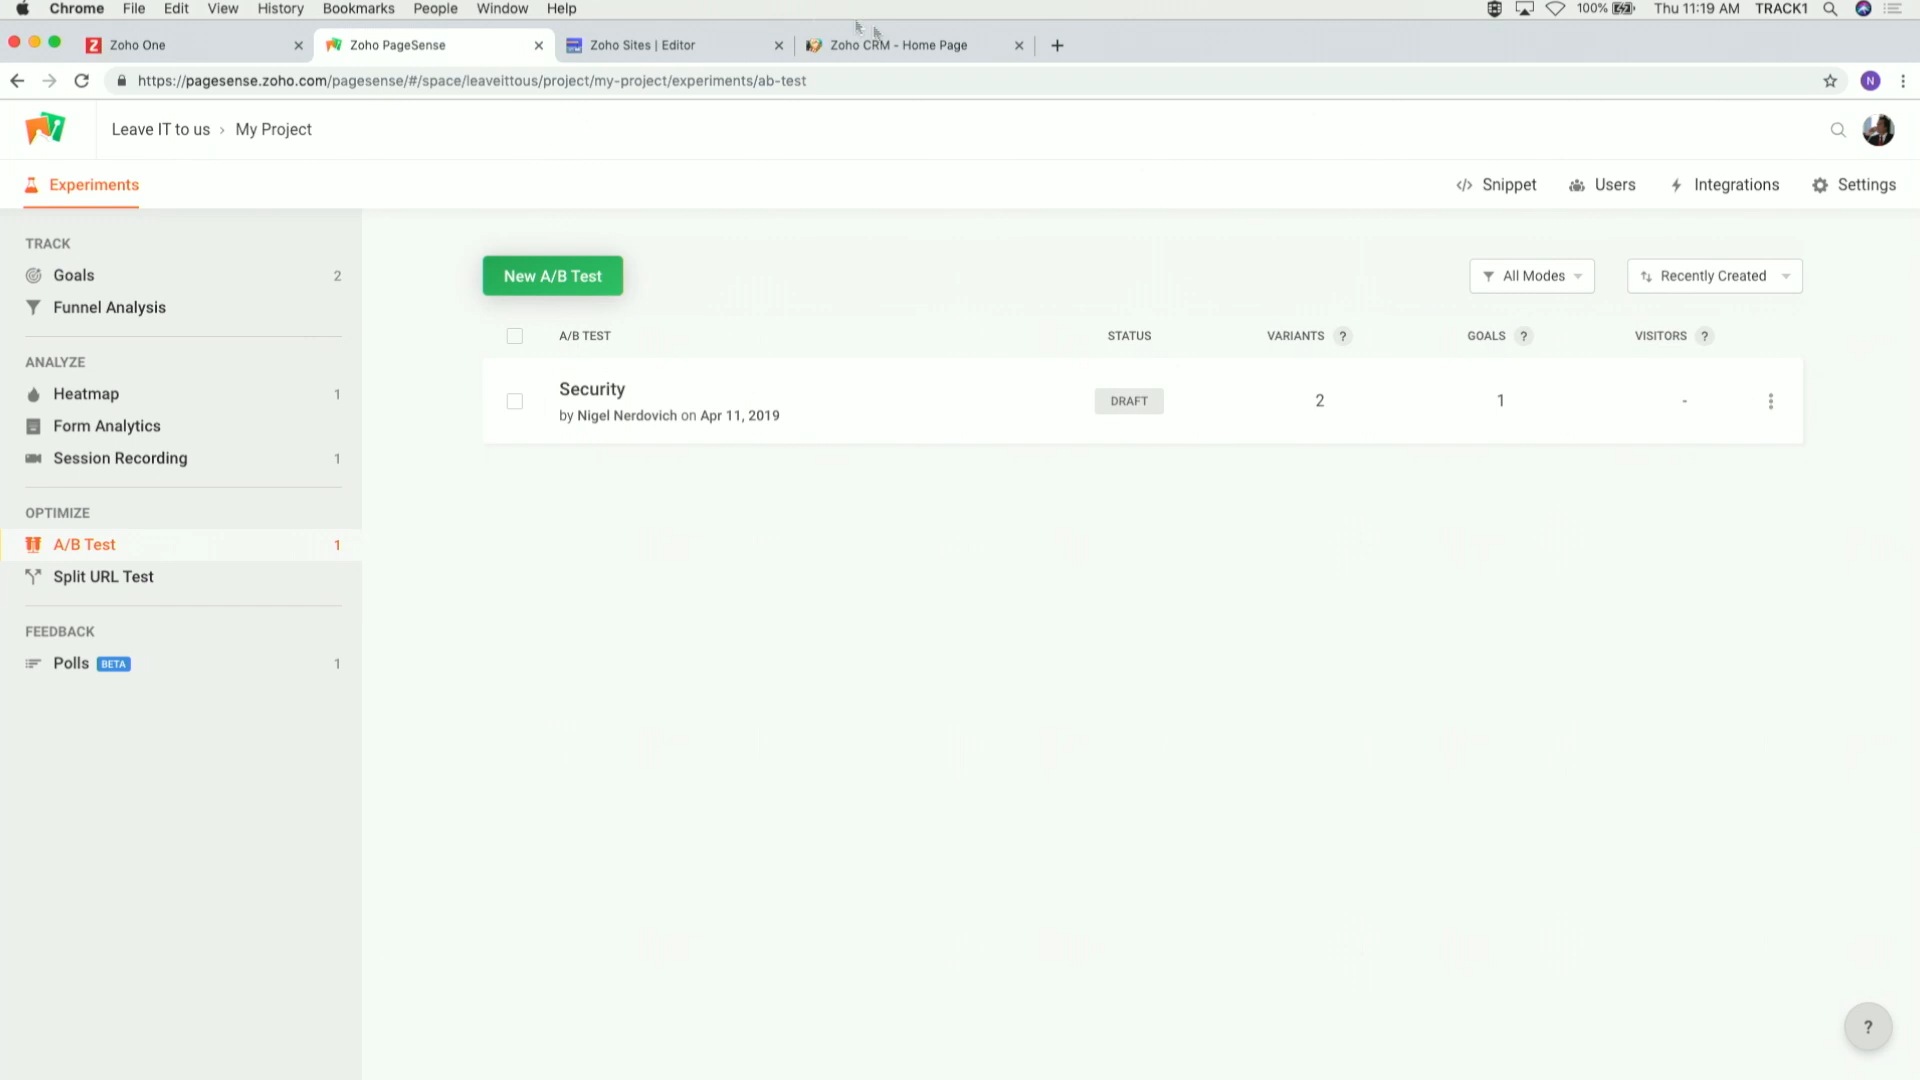 Chrome File Edit View History Bookmarks People Window Help 100% Thu 11:19 AM TRACK1
Zoho One Zoho PageSense Zoho Sites | Editor Zoho CRM - Home Page
https://pagesense.zoho.com/pagesense/#/space/leaveittous/project/my-project/experiments/ab-test N
Leave IT to us › My Project
Experiments </> Snippet Users Integrations Settings
TRACK
Goals 2
Funnel Analysis
ANALYZE
Heatmap 1
Form Analytics
Session Recording 1
OPTIMIZE
A/B Test 1
Split URL Test
FEEDBACK
Polls BETA 1
New A/B Test All Modes Recently Created
A/B TEST STATUS VARIANTS ? GOALS ? VISITORS ?
Security DRAFT 2 1 -
by Nigel Nerdovich on Apr 11, 2019
?